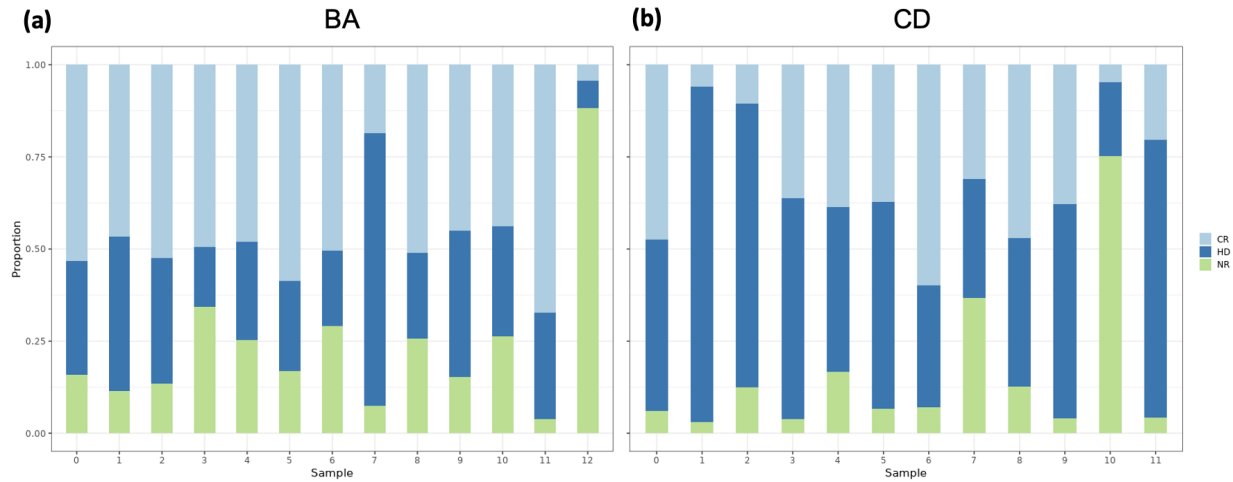 (a) BA
(b) CD
1.00
0.75
0.50
0.25
0.00
Proportion
0 1 2 3 4 5 6 7 8 9 10 11 12
Sample
0 1 2 3 4 5 6 7 8 9 10 11
Sample
CR
HD
NR